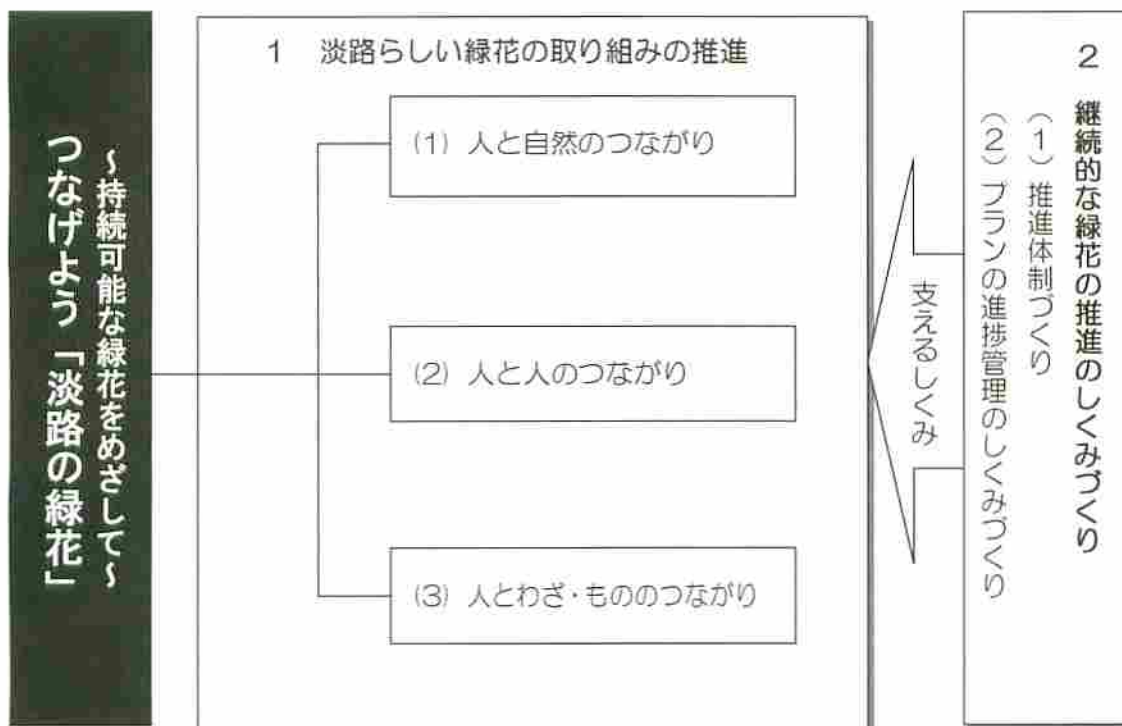 つなげよう「淡路の緑花」
～持続可能な緑花をめざして～
1 淡路らしい緑花の取り組みの推進
(1) 人と自然のつながり
(2) 人と人のつながり
(3) 人とわざ・もののつながり
支えるしくみ
2 継続的な緑花の推進のしくみづくり
(1) 推進体制づくり
(2) プランの進捗管理のしくみづくり